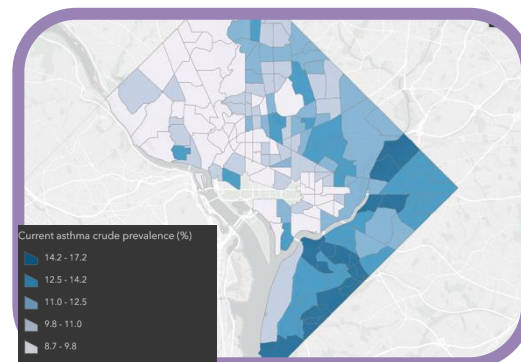 Current asthma crude prevalence (%)
14.2 - 17.2
12.5 - 14.2
11.0 - 12.5
9.8 - 11.0
8.7 - 9.8